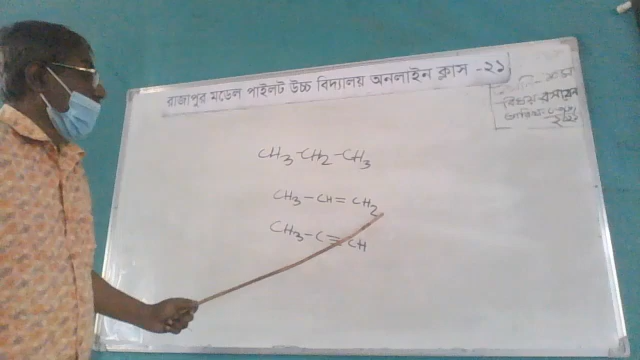 রাজাপুর মডেল পাইলট উচ্চ বিদ্যালয় অনলাইন ক্লাস -২১
বিষয়ঃ রসায়ন
CH3-CH2-CH3
CH3-CH=CH2
CH3-C≡CH